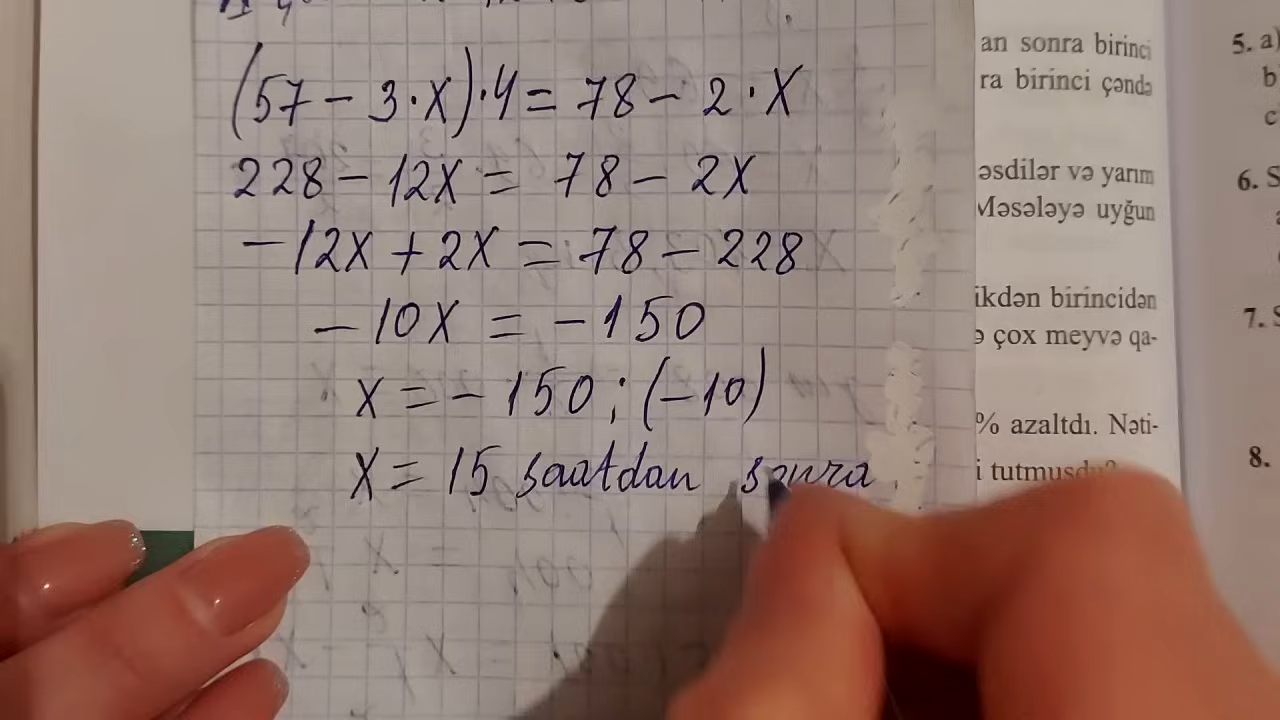 (57 - 3·x)·4 = 78 - 2·x
228 - 12x = 78 - 2x
-12x + 2x = 78 - 228
-10x = -150
x = -150 : (-10)
x = 15 saatdan sonra
an sonra birinci
ra birinci çəndə
əsdilər və yarım
Məsələyə uyğun
ikdən birincidən
ə çox meyvə qa-
% azaltdı. Nəti-
i tutmuşdu?
5. a)
b
c
6. S
7. S
8.